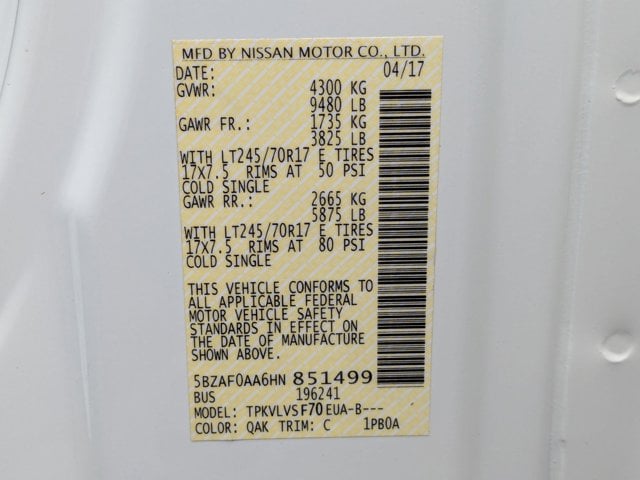 MFD BY NISSAN MOTOR CO., LTD.
DATE: 04/17
GVWR: 4300 KG
9480 LB
GAWR FR.: 1735 KG
3825 LB
WITH LT245/70R17 E TIRES
17X7.5 RIMS AT 50 PSI
COLD SINGLE
GAWR RR.: 2665 KG
5875 LB
WITH LT245/70R17 E TIRES
17X7.5 RIMS AT 80 PSI
COLD SINGLE
THIS VEHICLE CONFORMS TO
ALL APPLICABLE FEDERAL
MOTOR VEHICLE SAFETY
STANDARDS IN EFFECT ON
THE DATE OF MANUFACTURE
SHOWN ABOVE.
5BZAF0AA6HN 851499
BUS 196241
MODEL: TPKVLVSF70EUA-B---
COLOR: QAK TRIM: C 1PB0A